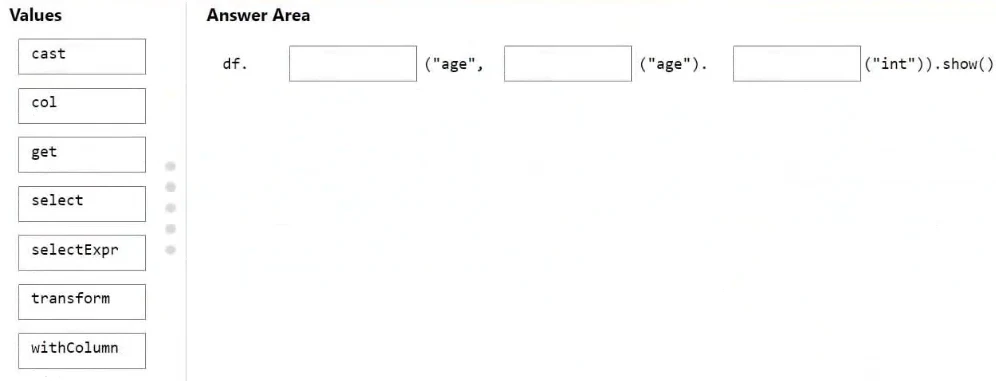 Values
Answer Area
cast
df.
("age",
("age").
("int")).show()
col
get
select
selectExpr
transform
withColumn